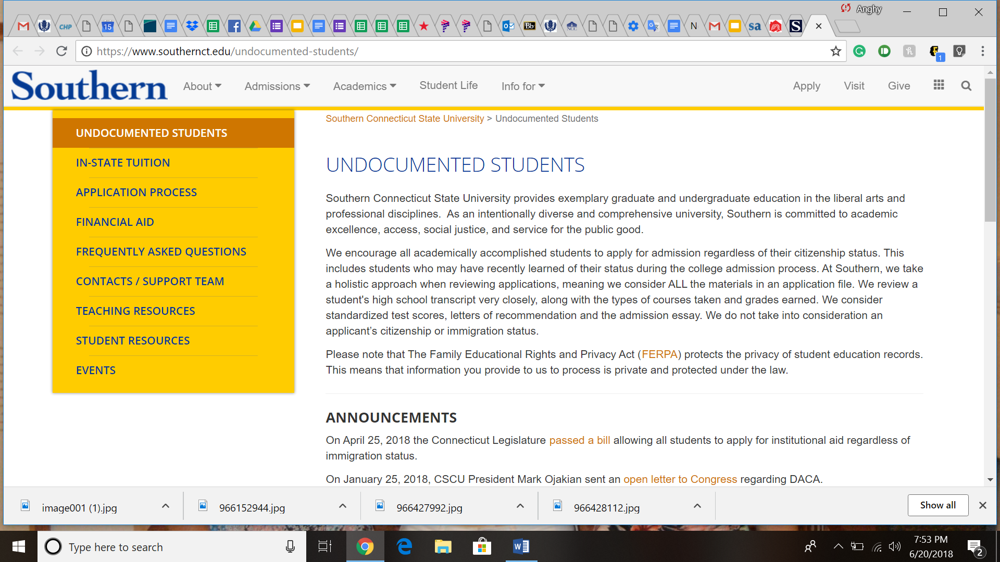 Anghy
CHP
15
Bb
NCC
N
sa
S
https://www.southernct.edu/undocumented-students/
1
Southern
About
Admissions
Academics
Student Life
Info for
Apply
Visit
Give
UNDOCUMENTED STUDENTS
IN-STATE TUITION
APPLICATION PROCESS
FINANCIAL AID
FREQUENTLY ASKED QUESTIONS
CONTACTS / SUPPORT TEAM
TEACHING RESOURCES
STUDENT RESOURCES
EVENTS
Southern Connecticut State University > Undocumented Students
UNDOCUMENTED STUDENTS
Southern Connecticut State University provides exemplary graduate and undergraduate education in the liberal arts and
professional disciplines. As an intentionally diverse and comprehensive university, Southern is committed to academic
excellence, access, social justice, and service for the public good.
We encourage all academically accomplished students to apply for admission regardless of their citizenship status. This
includes students who may have recently learned of their status during the college admission process. At Southern, we take
a holistic approach when reviewing applications, meaning we consider ALL the materials in an application file. We review a
student's high school transcript very closely, along with the types of courses taken and grades earned. We consider
standardized test scores, letters of recommendation and the admission essay. We do not take into consideration an
applicant’s citizenship or immigration status.
Please note that The Family Educational Rights and Privacy Act (FERPA) protects the privacy of student education records.
This means that information you provide to us to process is private and protected under the law.
ANNOUNCEMENTS
On April 25, 2018 the Connecticut Legislature passed a bill allowing all students to apply for institutional aid regardless of
immigration status.
On January 25, 2018, CSCU President Mark Ojakian sent an open letter to Congress regarding DACA.
image001 (1).jpg
966152944.jpg
966427992.jpg
966428112.jpg
Show all
Type here to search
7:53 PM
6/20/2018
2